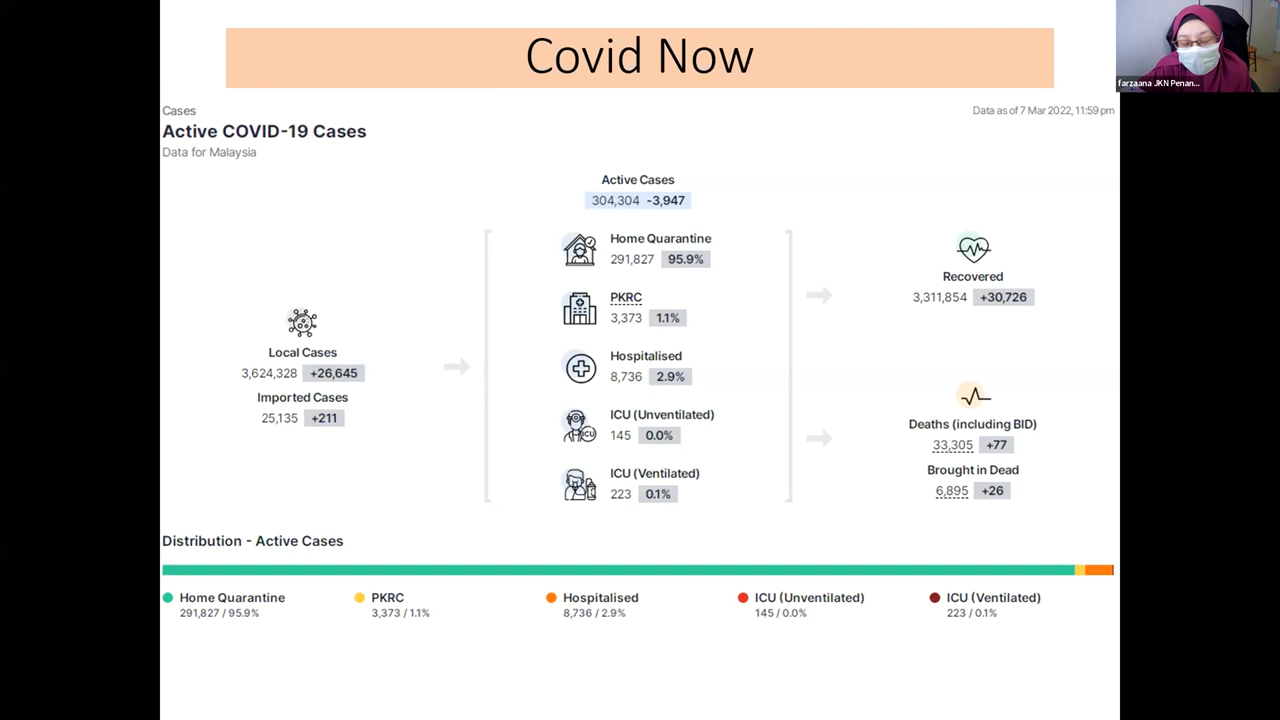 Covid Now
farzaana JKN Penan...
Cases
Data as of 7 Mar 2022, 11:59 pm
Active COVID-19 Cases
Data for Malaysia
Active Cases
304,304 -3,947
Home Quarantine
291,827 95.9%
PKRC
3,373 1.1%
Hospitalised
8,736 2.9%
ICU (Unventilated)
145 0.0%
ICU (Ventilated)
223 0.1%
Local Cases
3,624,328 +26,645
Imported Cases
25,135 +211
Recovered
3,311,854 +30,726
Deaths (including BID)
33,305 +77
Brought in Dead
6,895 +26
Distribution - Active Cases
Home Quarantine
291,827 / 95.9%
PKRC
3,373 / 1.1%
Hospitalised
8,736 / 2.9%
ICU (Unventilated)
145 / 0.0%
ICU (Ventilated)
223 / 0.1%
ICU